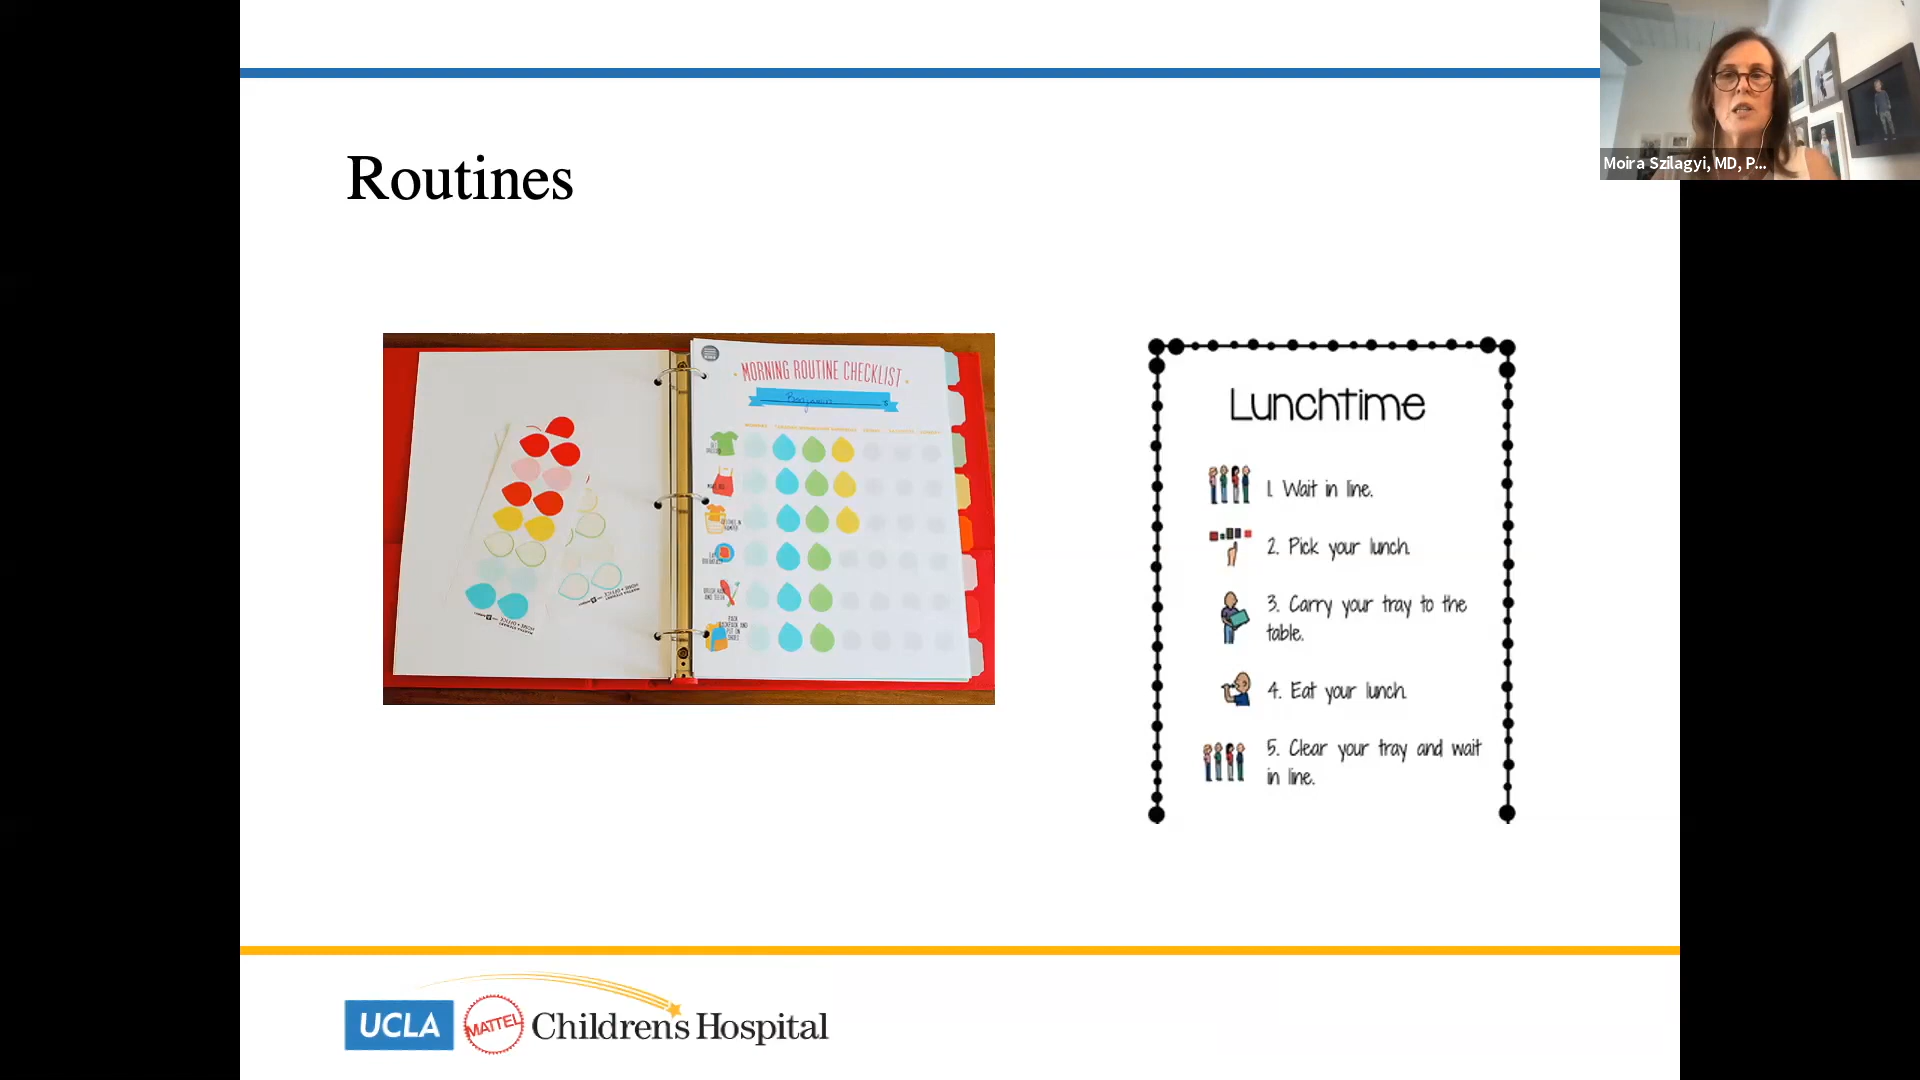 Moira Szilagyi, MD, P...
Routines
MORNING ROUTINE CHECKLIST
Benjamin 's
Lunchtime
1. Wait in line.
2. Pick your lunch.
3. Carry your tray to the
table.
4. Eat your lunch.
5. Clear your tray and wait
in line.
UCLA MATTEL Children's Hospital